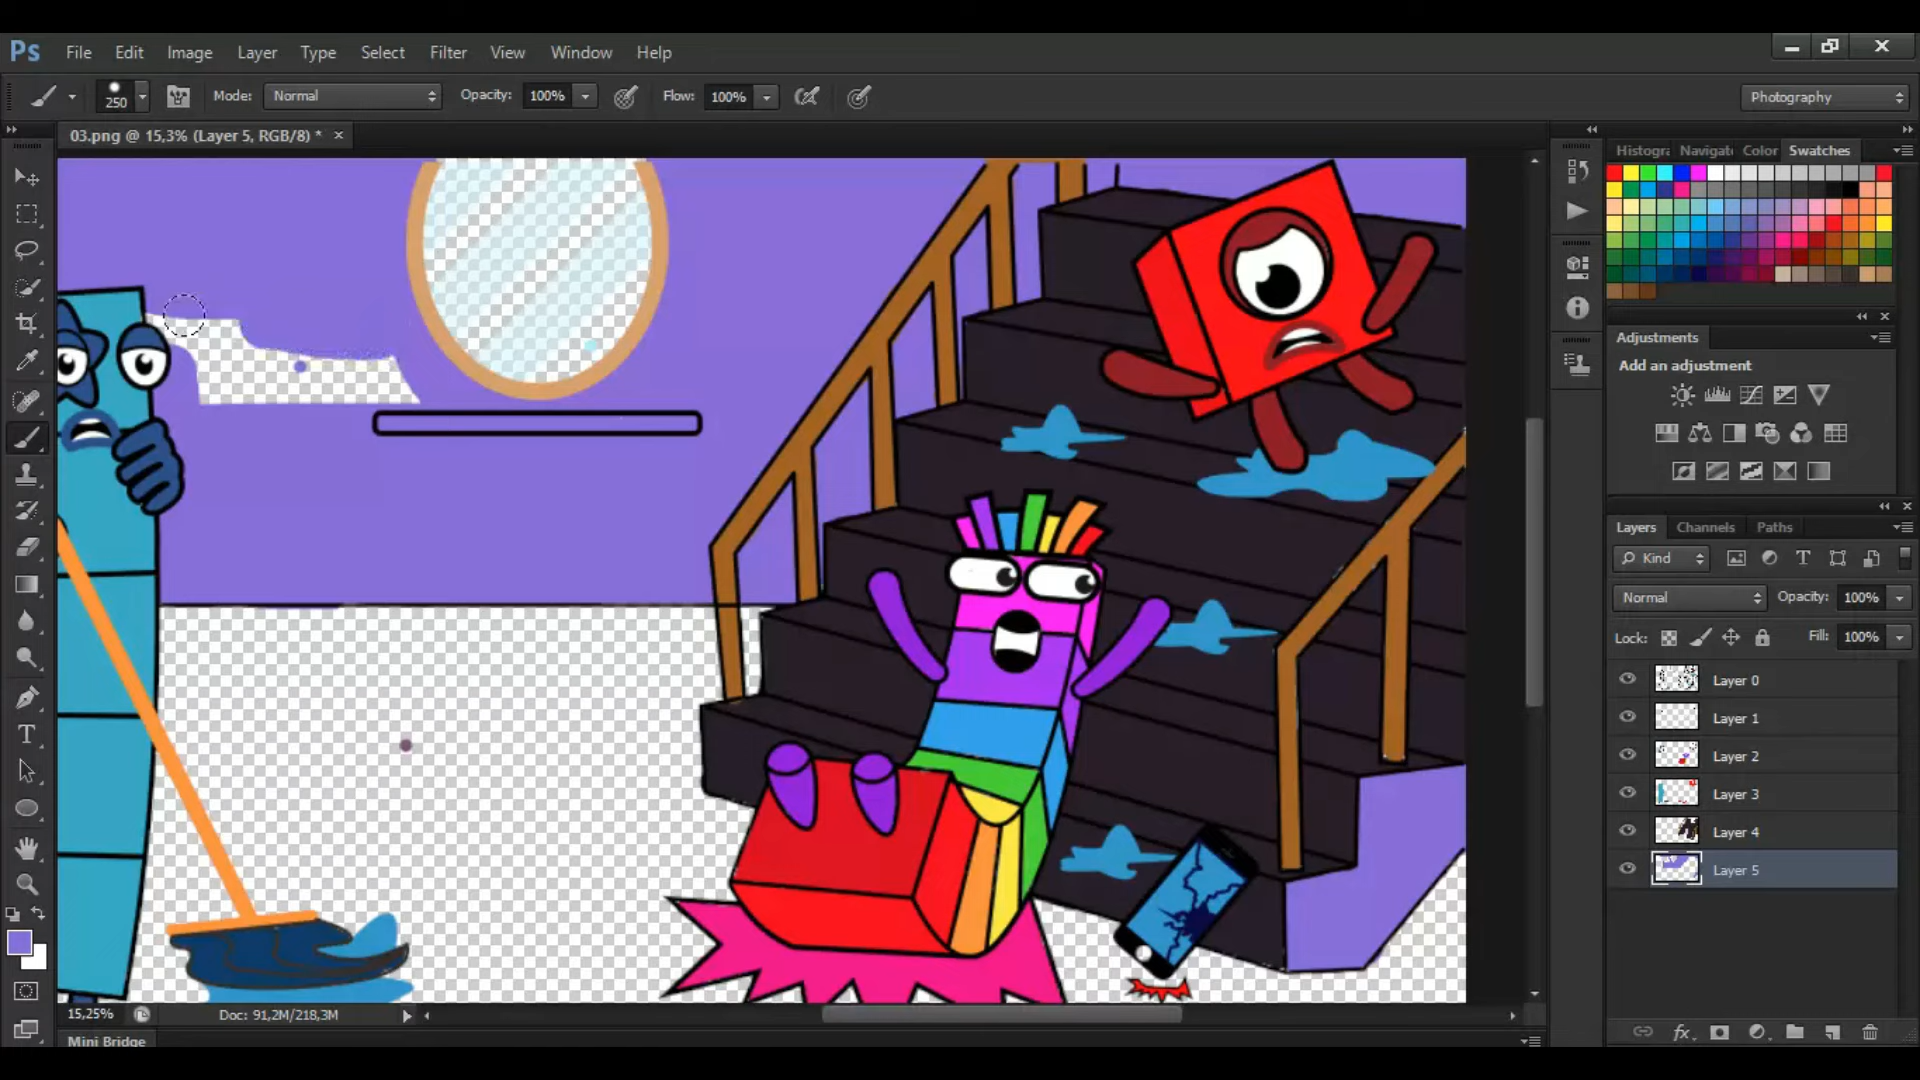 Ps File Edit Image Layer Type Select Filter View Window Help
250 Mode: Normal Opacity: 100% Flow: 100% Photography
03.png @ 15,3% (Layer 5, RGB/8) *
Histogra Navigate Color Swatches
Adjustments
Add an adjustment
Layers Channels Paths
Kind
Normal Opacity: 100%
Lock: Fill: 100%
Layer 0
Layer 1
Layer 2
Layer 3
Layer 4
Layer 5
15,25% Doc: 91,2M/218,3M
Mini Bridge